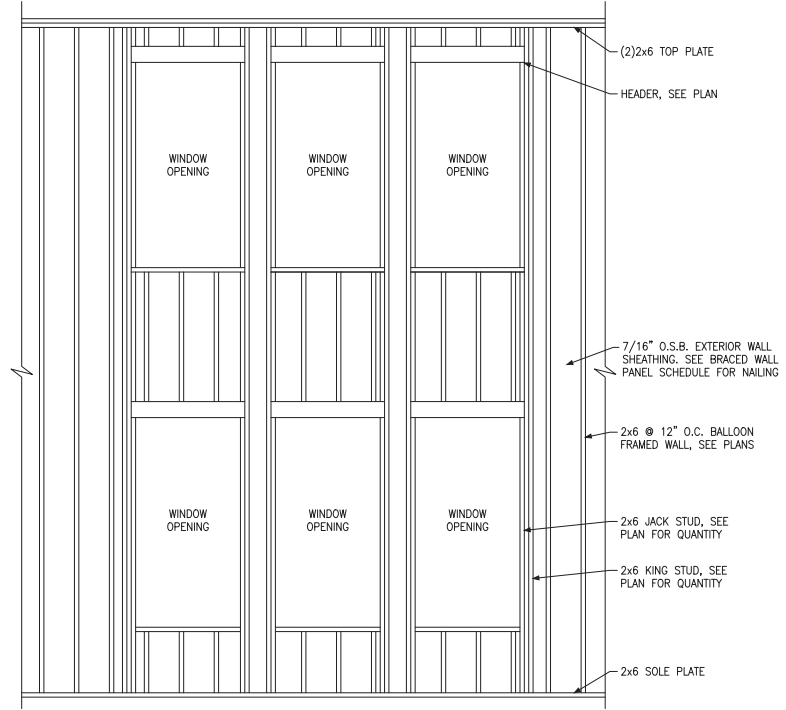 (2)2x6 TOP PLATE
HEADER, SEE PLAN
WINDOW
OPENING
WINDOW
OPENING
WINDOW
OPENING
7/16" O.S.B. EXTERIOR WALL
SHEATHING. SEE BRACED WALL
PANEL SCHEDULE FOR NAILING
2x6 @ 12" O.C. BALLOON
FRAMED WALL, SEE PLANS
WINDOW
OPENING
WINDOW
OPENING
WINDOW
OPENING
2x6 JACK STUD, SEE
PLAN FOR QUANTITY
2x6 KING STUD, SEE
PLAN FOR QUANTITY
2x6 SOLE PLATE